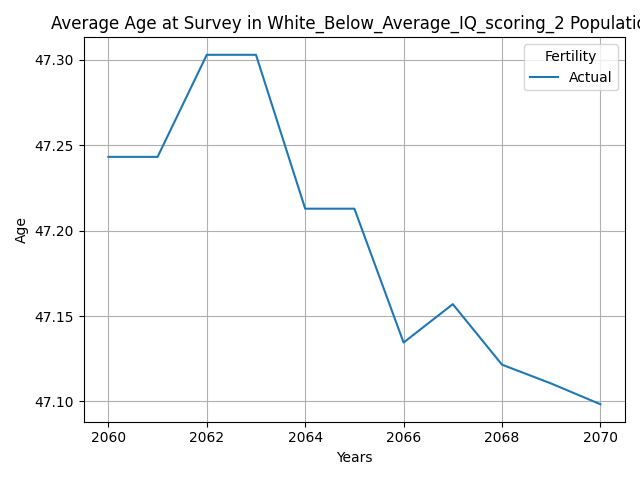 Average Age at Survey in White_Below_Average_IQ_scoring_2 Populatio
Fertility
Actual
47.30
47.25
47.20
47.15
47.10
Age
2060 2062 2064 2066 2068 2070
Years